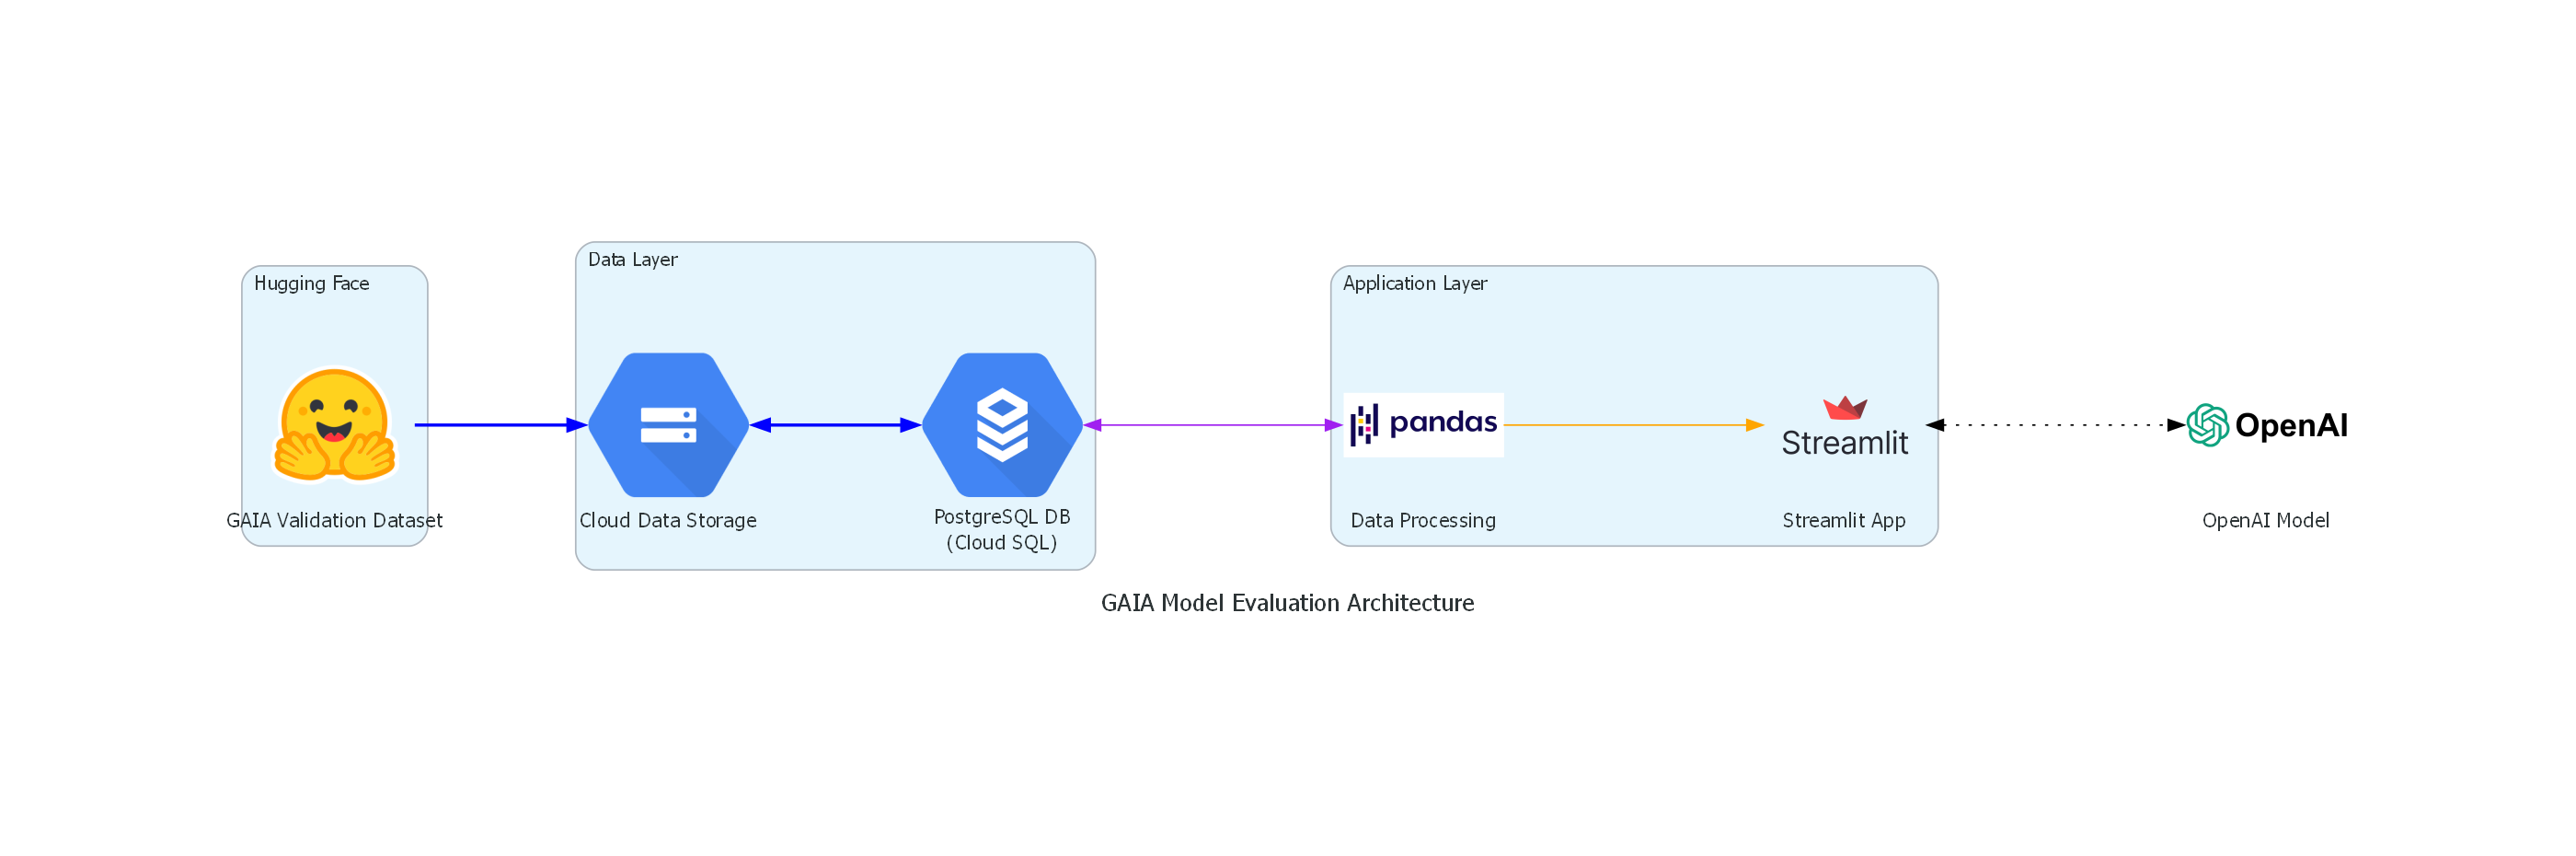 Hugging Face
GAIA Validation Dataset
Data Layer
Cloud Data Storage
PostgreSQL DB
(Cloud SQL)
Application Layer
pandas
Data Processing
Streamlit
Streamlit App
OpenAI
OpenAI Model
GAIA Model Evaluation Architecture